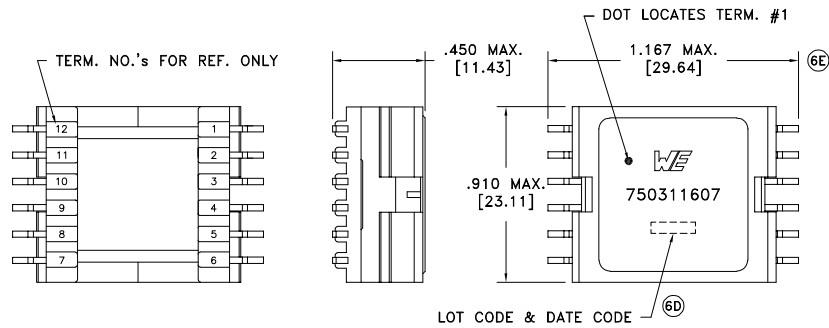 DOT LOCATES TERM. #1
TERM. NO.'s FOR REF. ONLY
.450 MAX.
[11.43]
1.167 MAX.
[29.64]
6E
12
1
11
2
10
3
9
4
8
5
7
6
.910 MAX.
[23.11]
WE
750311607
LOT CODE & DATE CODE
6D